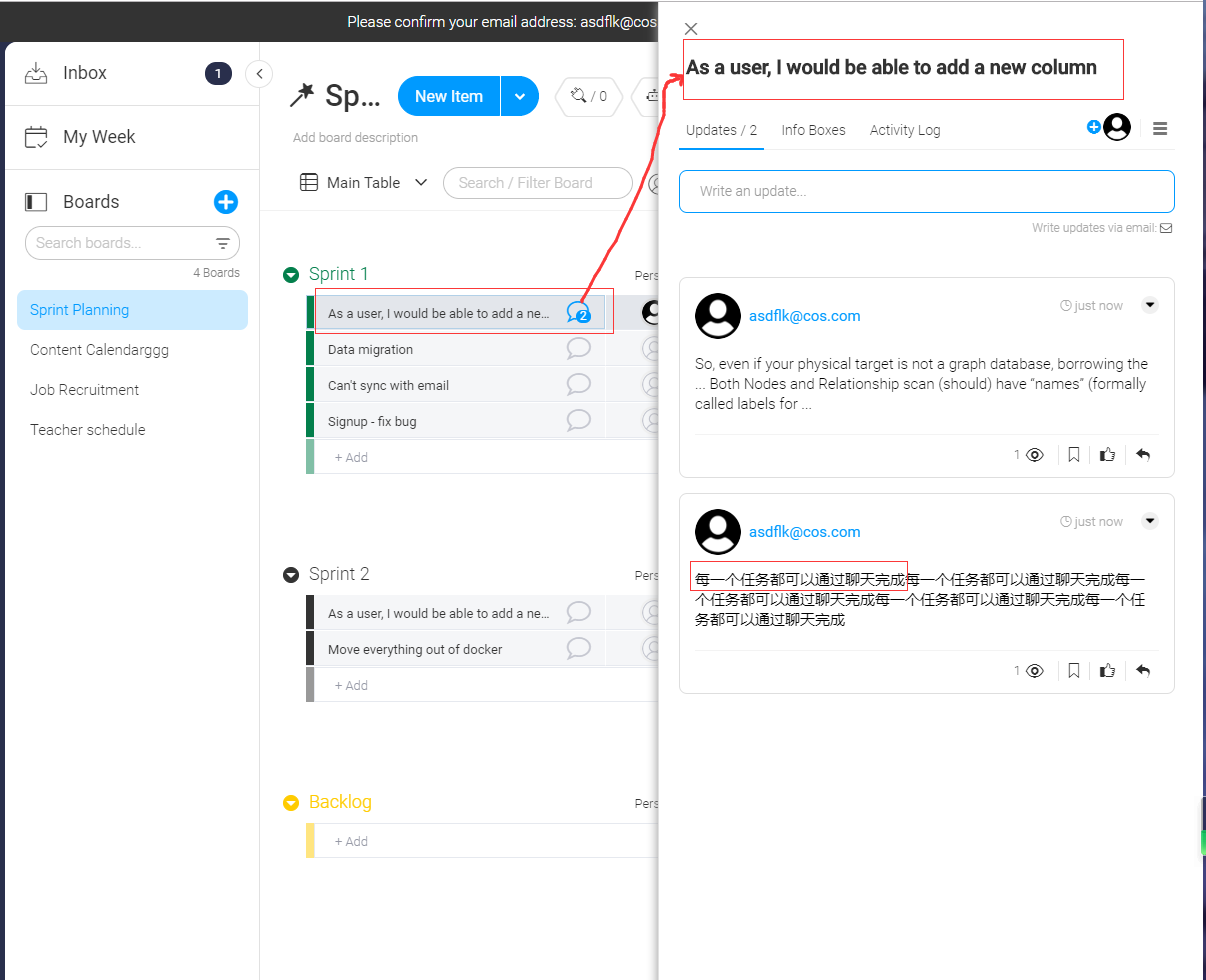 Please confirm your email address: asdflk@cos
Inbox
1
My Week
Boards
Search boards...
4 Boards
Sprint Planning
Content Calendarggg
Job Recruitment
Teacher schedule
Sp...
New Item
/ 0
Add board description
Main Table
Search / Filter Board
Sprint 1
Pers
As a user, I would be able to add a ne...
2
Data migration
Can't sync with email
Signup - fix bug
+ Add
Sprint 2
Pers
As a user, I would be able to add a ne...
Move everything out of docker
+ Add
Backlog
Pers
+ Add
As a user, I would be able to add a new column
Updates / 2
Info Boxes
Activity Log
Write an update...
Write updates via email:
asdflk@cos.com
just now
So, even if your physical target is not a graph database, borrowing the
... Both Nodes and Relationship scan (should) have “names” (formally
called labels for ...
1
asdflk@cos.com
just now
每一个任务都可以通过聊天完成每一个任务都可以通过聊天完成每一
个任务都可以通过聊天完成每一个任务都可以通过聊天完成每一个任
务都可以通过聊天完成
1